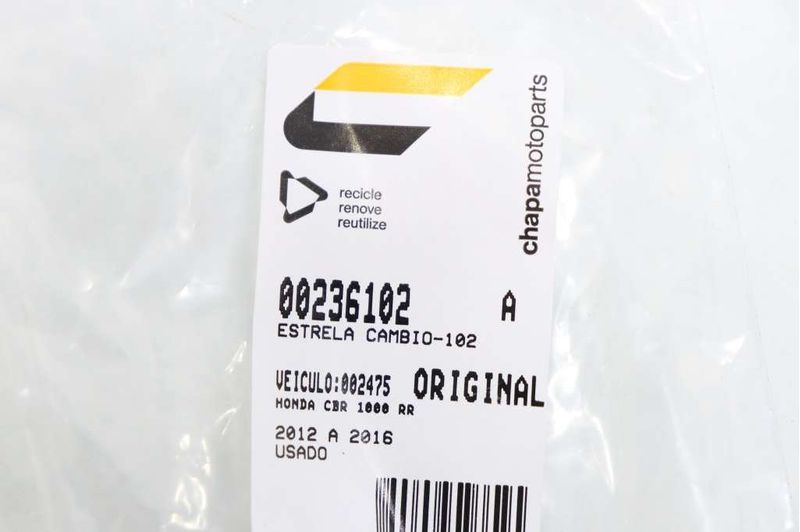 chapamotoparts
recicle
renove
reutilize
00236102 A
ESTRELA CAMBIO-102
VEICULO:002475 ORIGINAL
HONDA CBR 1000 RR
2012 A 2016
USADO